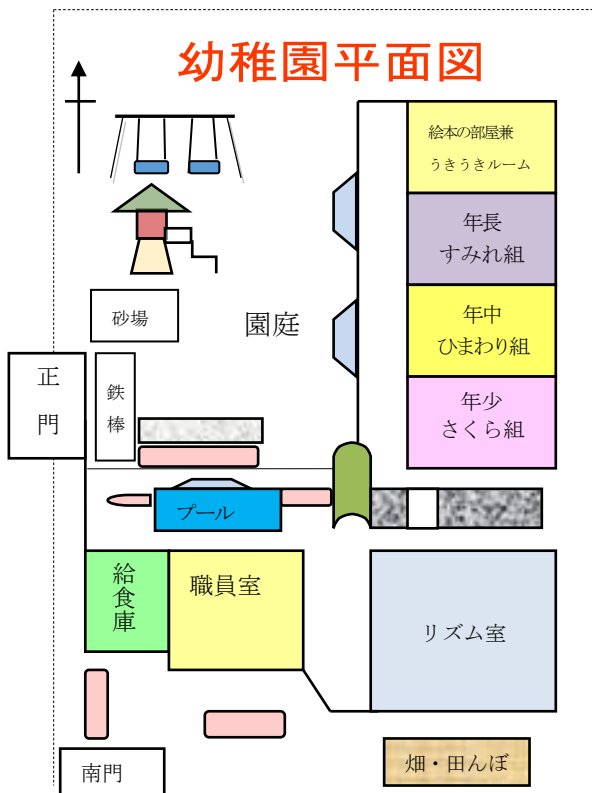 幼稚園平面図
絵本の部屋兼
うきうきルーム
年長
すみれ組
砂場
園庭
年中
ひまわり組
正
門
鉄
棒
年少
さくら組
プール
給
食
庫
職員室
リズム室
南門
畑・田んぼ